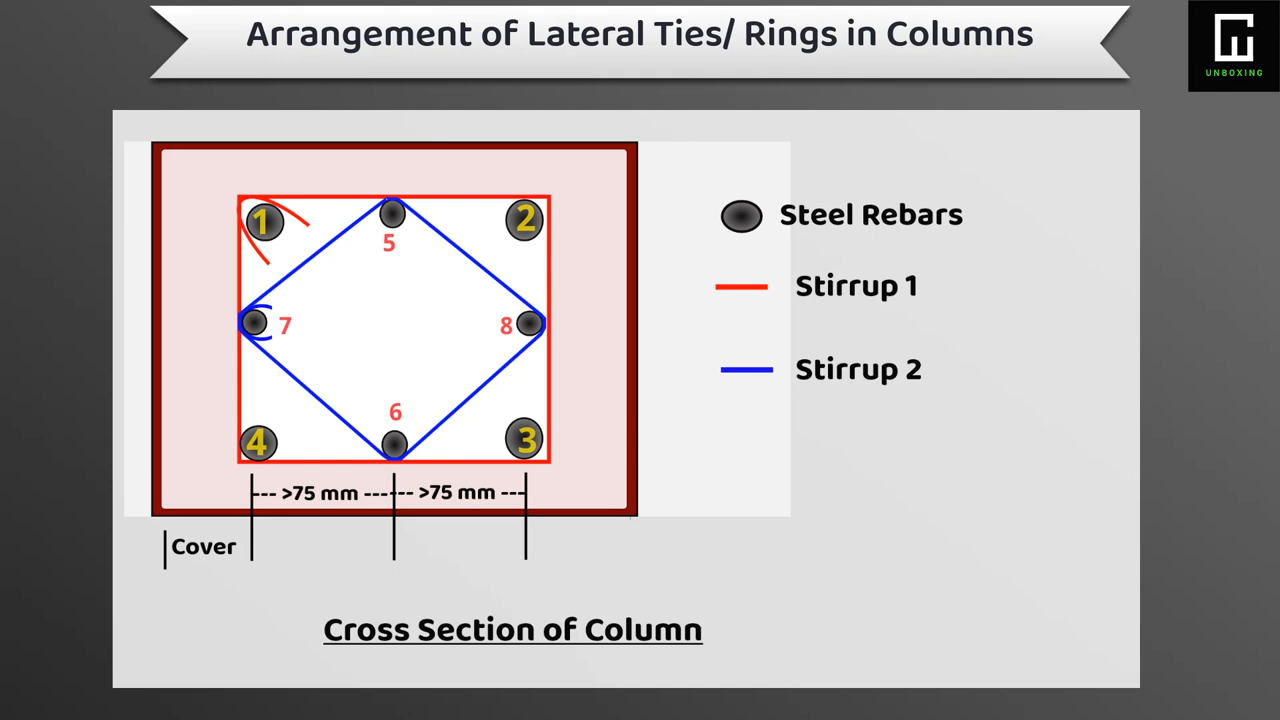 Arrangement of Lateral Ties/ Rings in Columns
UNBOXING
1
2
5
Steel Rebars
Stirrup 1
7
8
Stirrup 2
6
4
3
--- >75 mm ------ >75 mm ---
Cover
Cross Section of Column